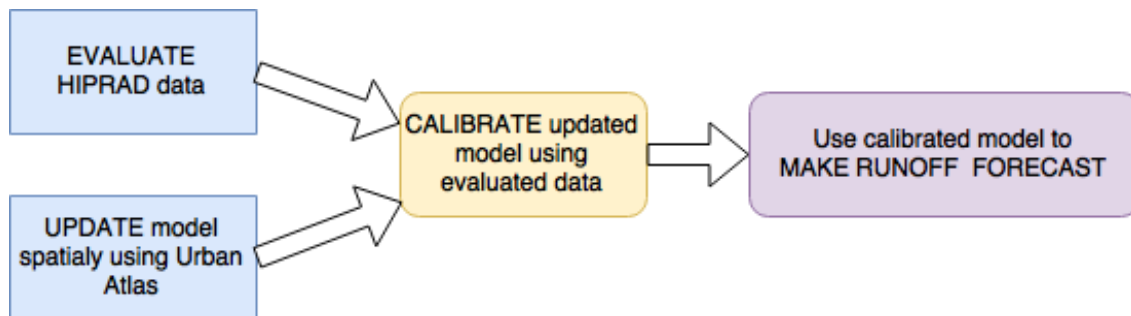 EVALUATE
HIPRAD data
UPDATE model
spatialy using Urban
Atlas
CALIBRATE updated
model using
evaluated data
Use calibrated model to
MAKE RUNOFF  FORECAST